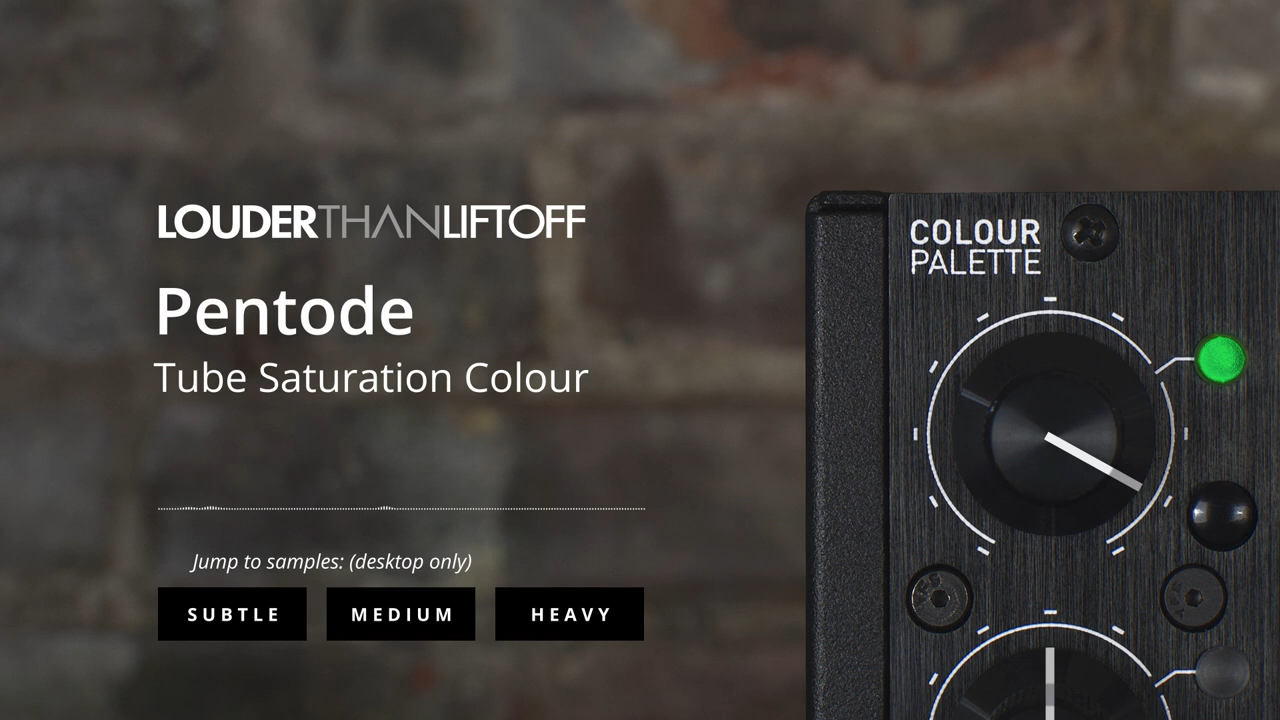 LOUDERTHANLIFTOFF
Pentode
Tube Saturation Colour
Jump to samples: (desktop only)
SUBTLE
MEDIUM
HEAVY
COLOUR
PALETTE